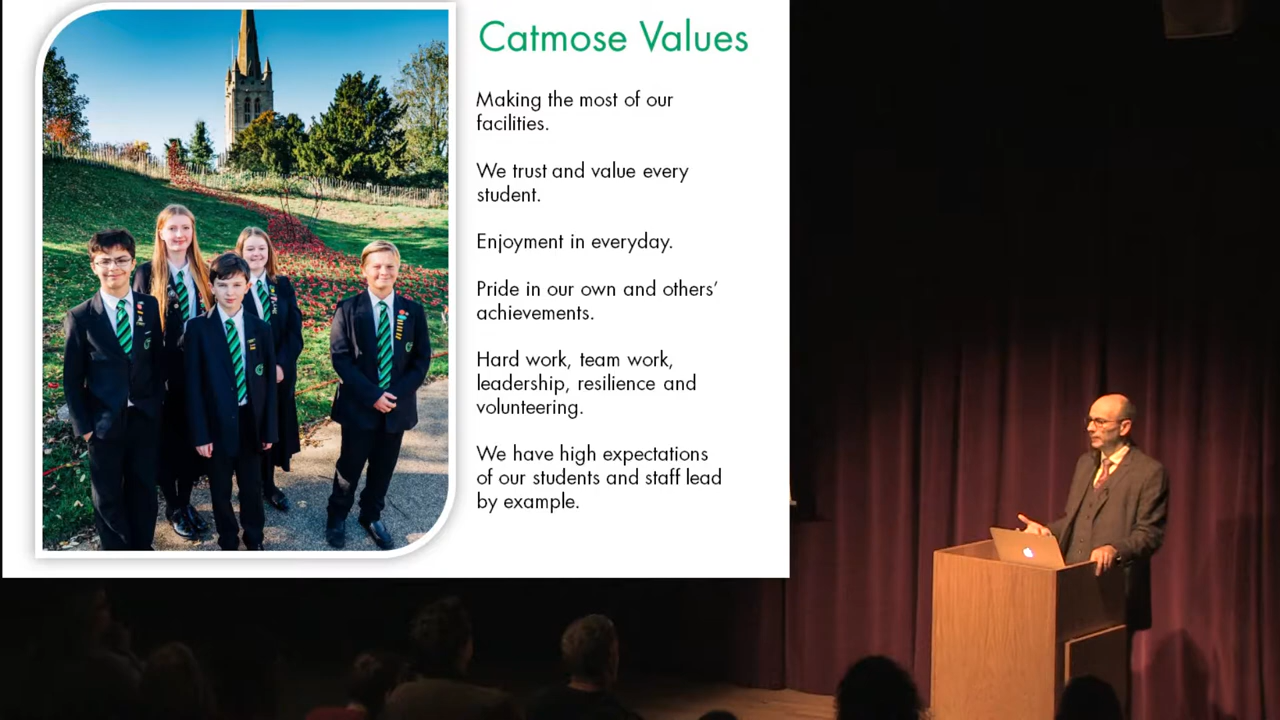 Catmose Values
Making the most of our
facilities.
We trust and value every
student.
Enjoyment in everyday.
Pride in our own and others’
achievements.
Hard work, team work,
leadership, resilience and
volunteering.
We have high expectations
of our students and staff lead
by example.